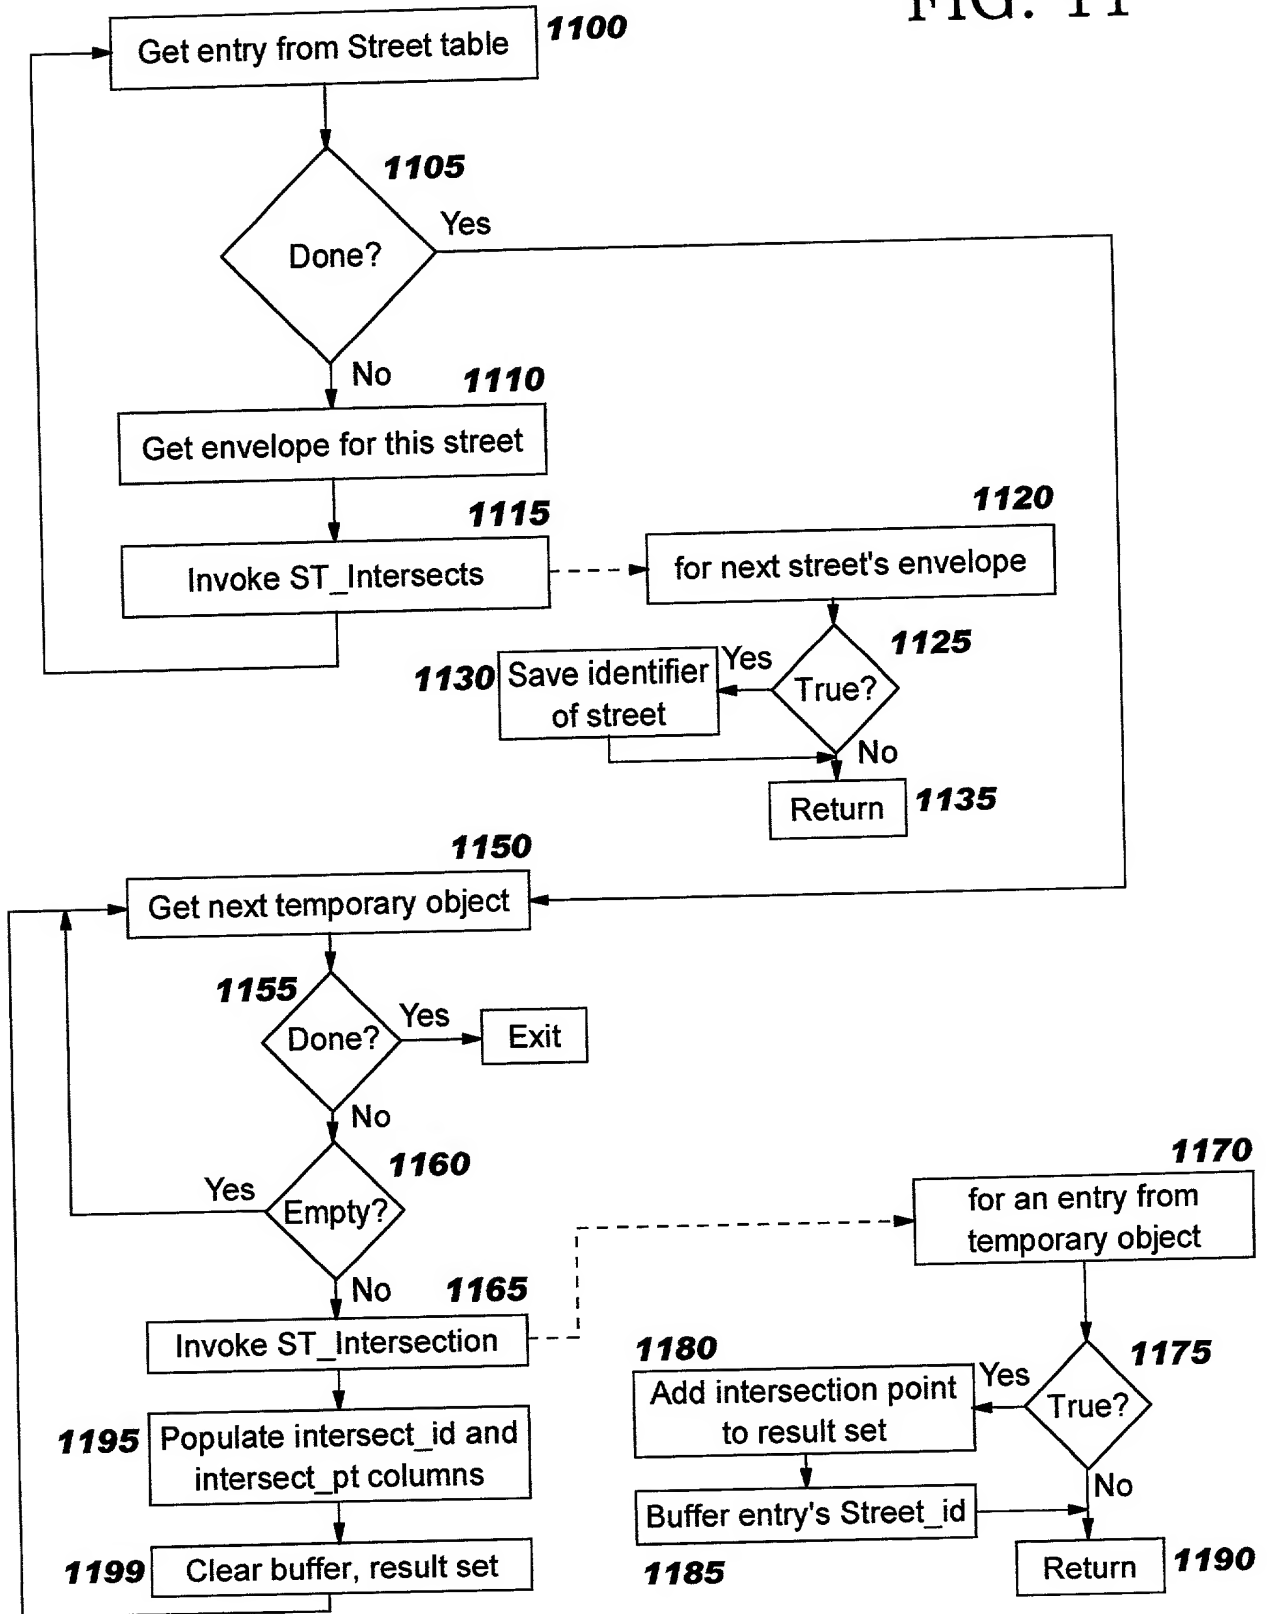 FIG. 11
Get entry from Street table
1100
1105
Done?
Yes
No
1110
Get envelope for this street
1115
Invoke ST_Intersects
1120
for next street's envelope
1125
True?
Yes
1130
Save identifier
of street
No
Return
1135
1150
Get next temporary object
1155
Done?
Yes
Exit
No
1160
Empty?
Yes
No
1165
Invoke ST_Intersection
1170
for an entry from
temporary object
1175
True?
Yes
1180
Add intersection point
to result set
No
Buffer entry's Street_id
1185
Return
1190
1195
Populate intersect_id and
intersect_pt columns
1199
Clear buffer, result set